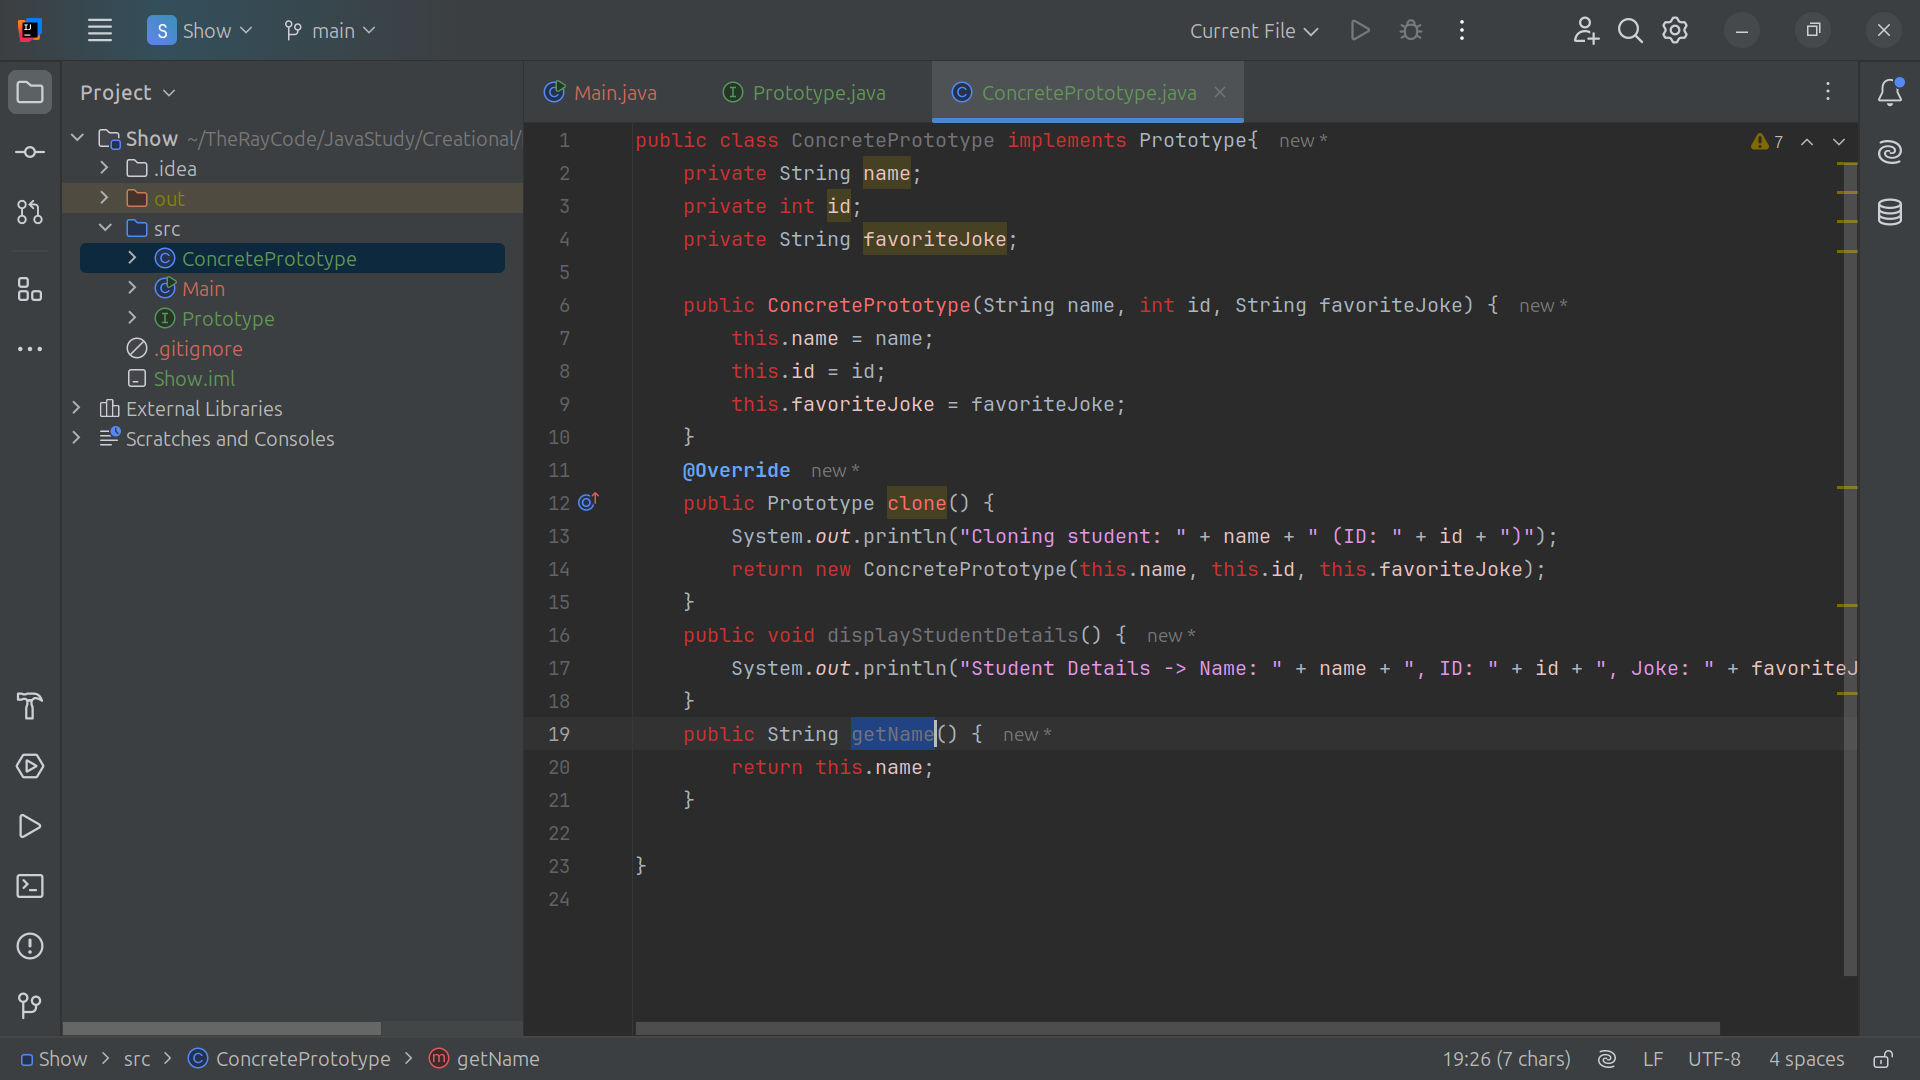 S Show main Current File
Project
Main.java Prototype.java ConcretePrototype.java
Show ~/TheRayCode/JavaStudy/Creational/
.idea
out
src
ConcretePrototype
Main
Prototype
.gitignore
Show.iml
External Libraries
Scratches and Consoles
7
1 public class ConcretePrototype implements Prototype{ new *
2 private String name;
3 private int id;
4 private String favoriteJoke;
5
6 public ConcretePrototype(String name, int id, String favoriteJoke) { new *
7 this.name = name;
8 this.id = id;
9 this.favoriteJoke = favoriteJoke;
10 }
11 @Override new *
12 public Prototype clone() {
13 System.out.println("Cloning student: " + name + " (ID: " + id + ")");
14 return new ConcretePrototype(this.name, this.id, this.favoriteJoke);
15 }
16 public void displayStudentDetails() { new *
17 System.out.println("Student Details -> Name: " + name + ", ID: " + id + ", Joke: " + favoriteJ
18 }
19 public String getName() { new *
20 return this.name;
21 }
22
23 }
24
Show > src > ConcretePrototype > getName 19:26 (7 chars) LF UTF-8 4 spaces